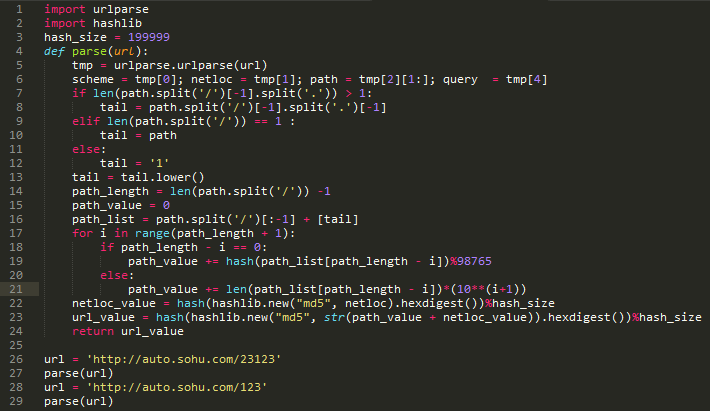 1 import urlparse
2 import hashlib
3 hash_size = 199999
4 def parse(url):
5     tmp = urlparse.urlparse(url)
6     scheme = tmp[0]; netloc = tmp[1]; path = tmp[2][1:]; query  = tmp[4]
7     if len(path.split('/')[-1].split('.')) > 1:
8         tail = path.split('/')[-1].split('.')[-1]
9     elif len(path.split('/')) == 1 :
10         tail = path
11     else:
12         tail = '1'
13     tail = tail.lower()
14     path_length = len(path.split('/')) -1
15     path_value = 0
16     path_list = path.split('/')[:-1] + [tail]
17     for i in range(path_length + 1):
18         if path_length - i == 0:
19             path_value += hash(path_list[path_length - i])%98765
20         else:
21             path_value += len(path_list[path_length - i])*(10**(i+1))
22     netloc_value = hash(hashlib.new("md5", netloc).hexdigest())%hash_size
23     url_value = hash(hashlib.new("md5", str(path_value + netloc_value)).hexdigest())%hash_size
24     return url_value
25
26 url = 'http://auto.sohu.com/23123'
27 parse(url)
28 url = 'http://auto.sohu.com/123'
29 parse(url)